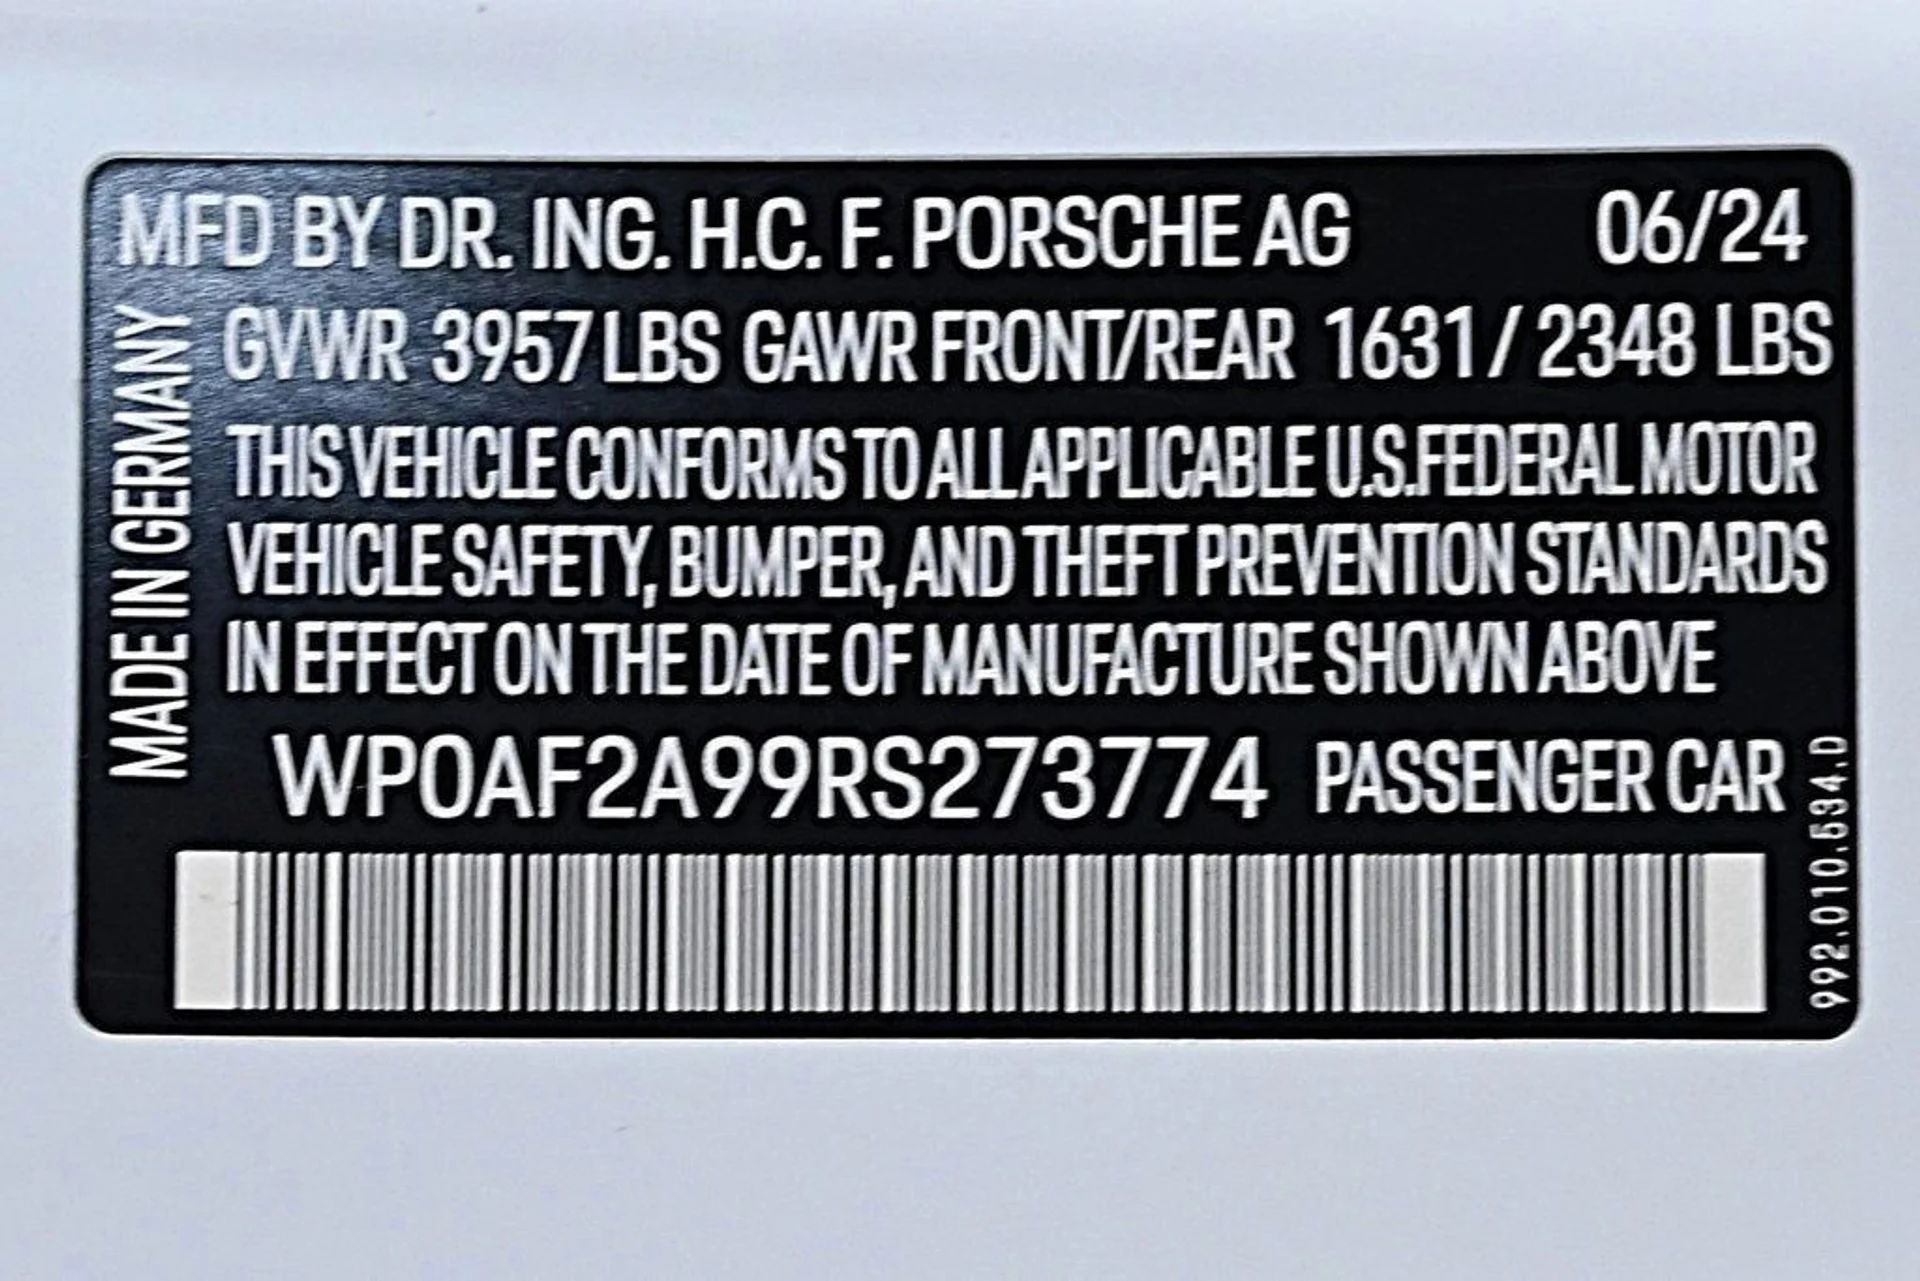 MFD BY DR. ING. H.C. F. PORSCHE AG 06/24
GVWR 3957 LBS GAWR FRONT/REAR 1631 / 2348 LBS
THIS VEHICLE CONFORMS TO ALL APPLICABLE U.S.FEDERAL MOTOR
VEHICLE SAFETY, BUMPER, AND THEFT PREVENTION STANDARDS
IN EFFECT ON THE DATE OF MANUFACTURE SHOWN ABOVE
WP0AF2A99RS273774 PASSENGER CAR
MADE IN GERMANY
992.010.534.D